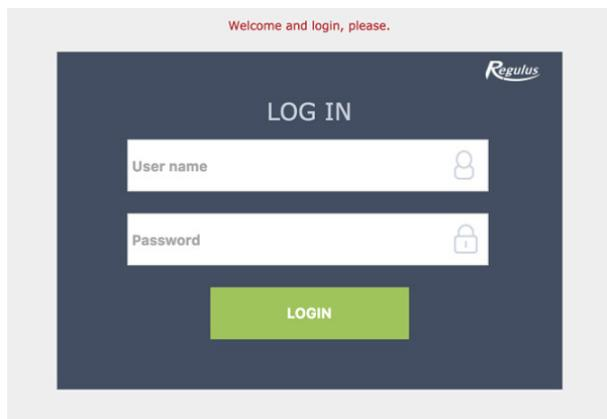 Welcome and login, please.
Regulus
LOG IN
User name
Password
LOGIN